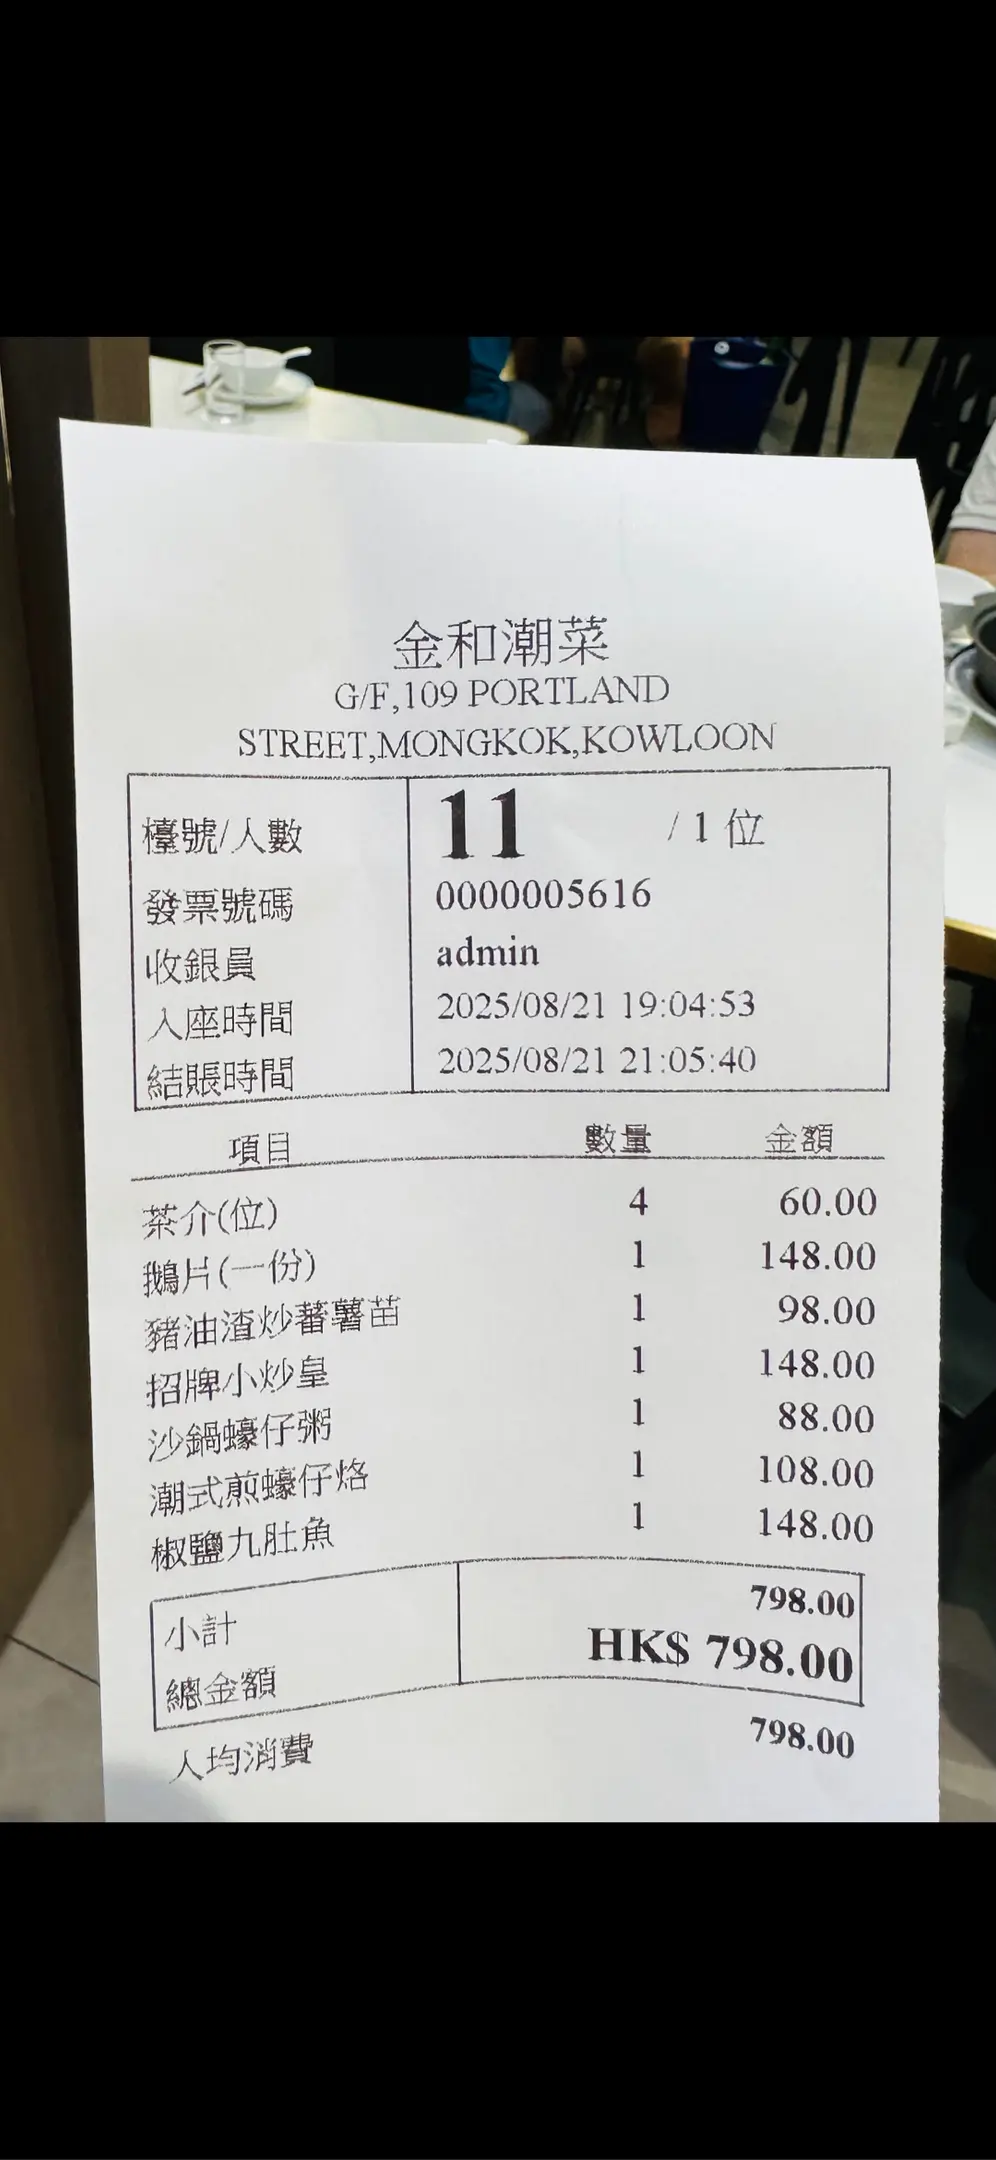 金和潮菜
G/F,109 PORTLAND
STREET,MONGKOK,KOWLOON
檯號/人數 11 / 1 位
發票號碼 0000005616
收銀員 admin
入座時間 2025/08/21 19:04:53
結賬時間 2025/08/21 21:05:40
項目 數量 金額
茶介(位) 4 60.00
鵝片(一份) 1 148.00
豬油渣炒蕃薯苗 1 98.00
招牌小炒皇 1 148.00
沙鍋蠔仔粥 1 88.00
潮式煎蠔仔烙 1 108.00
椒鹽九肚魚 1 148.00
小計 798.00
總金額 HK$ 798.00
人均消費 798.00